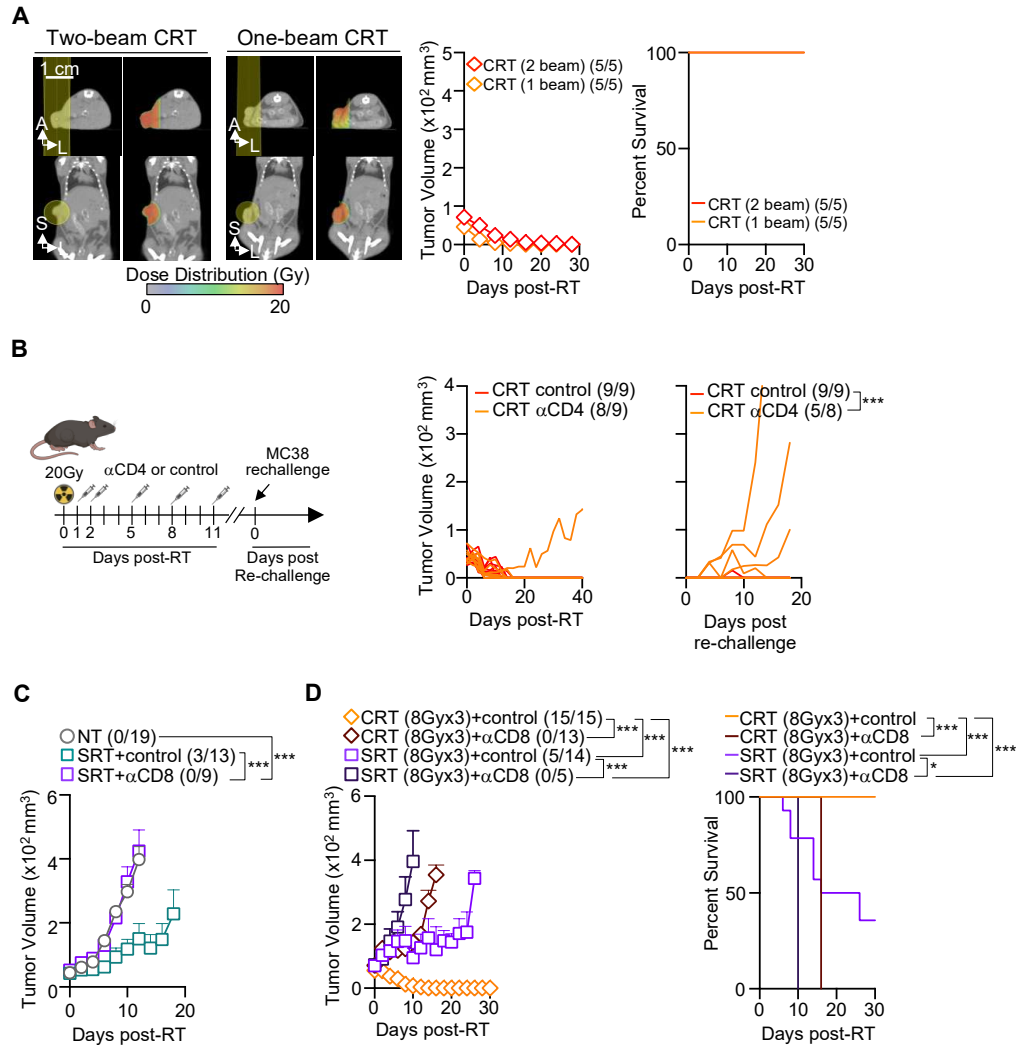 A
Two-beam CRT
One-beam CRT
1 cm
A
L
A
L
S
L
S
L
Dose Distribution (Gy)
0 20
Tumor Volume (x10² mm³)
5
4
3
2
1
0
CRT (2 beam) (5/5)
CRT (1 beam) (5/5)
0 10 20 30
Days post-RT
Percent Survival
100
50
0
CRT (2 beam) (5/5)
CRT (1 beam) (5/5)
0 10 20 30
Days post-RT
B
20Gy αCD4 or control
MC38
rechallenge
0 1 2 5 8 11 0
Days post-RT
Days post
Re-challenge
Tumor Volume (x10² mm³)
4
3
2
1
0
CRT control (9/9)
CRT αCD4 (8/9)
0 20 40
Days post-RT
CRT control (9/9)
CRT αCD4 (5/8)
***
0 10 20
Days post
re-challenge
C
NT (0/19)
SRT+control (3/13)
SRT+αCD8 (0/9)
*** ***
Tumor Volume (x10² mm³)
6
4
2
0
0 10 20
Days post-RT
D
CRT (8Gyx3)+control (15/15)
CRT (8Gyx3)+αCD8 (0/13)
SRT (8Gyx3)+control (5/14)
SRT (8Gyx3)+αCD8 (0/5)
*** *** ***
***
Tumor Volume (x10² mm³)
6
4
2
0
0 10 20 30
Days post-RT
CRT (8Gyx3)+control
CRT (8Gyx3)+αCD8
SRT (8Gyx3)+control
SRT (8Gyx3)+αCD8
*** *** ***
*
Percent Survival
100
50
0
0 10 20 30
Days post-RT